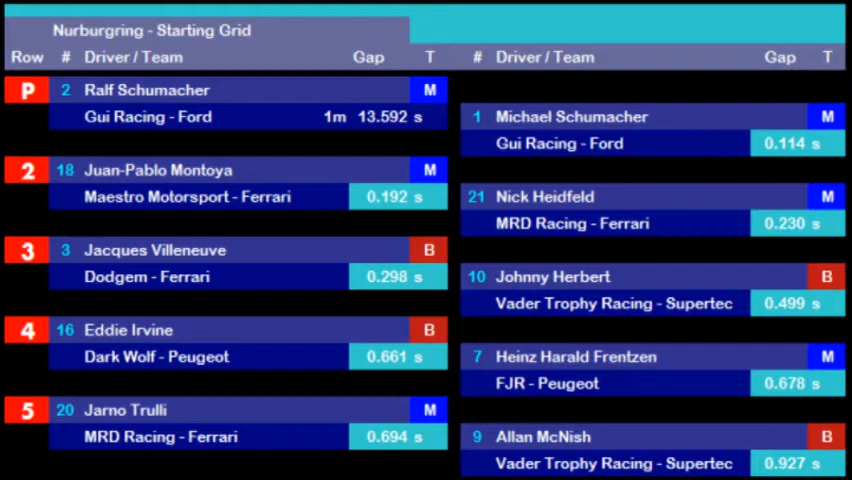 Nurburgring - Starting Grid
Row # Driver / Team Gap T # Driver / Team Gap T
P 2 Ralf Schumacher M
Gui Racing - Ford 1m 13.592 s
1 Michael Schumacher M
Gui Racing - Ford 0.114 s
2 18 Juan-Pablo Montoya M
Maestro Motorsport - Ferrari 0.192 s
21 Nick Heidfeld M
MRD Racing - Ferrari 0.230 s
3 3 Jacques Villeneuve B
Dodgem - Ferrari 0.298 s
10 Johnny Herbert B
Vader Trophy Racing - Supertec 0.499 s
4 16 Eddie Irvine B
Dark Wolf - Peugeot 0.661 s
7 Heinz Harald Frentzen M
FJR - Peugeot 0.678 s
5 20 Jarno Trulli M
MRD Racing - Ferrari 0.694 s
9 Allan McNish B
Vader Trophy Racing - Supertec 0.927 s